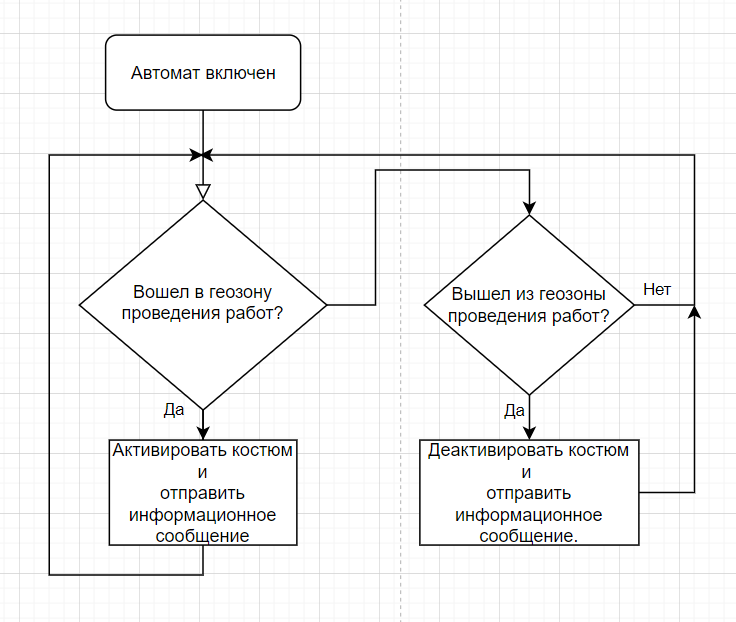 Автомат включен
Вошел в геозону
проведения работ?
Да
Активировать костюм
и
отправить
информационное
сообщение
Вышел из геозоны
проведения работ?
Нет
Да
Деактивировать костюм
и
отправить
информационное
сообщение.